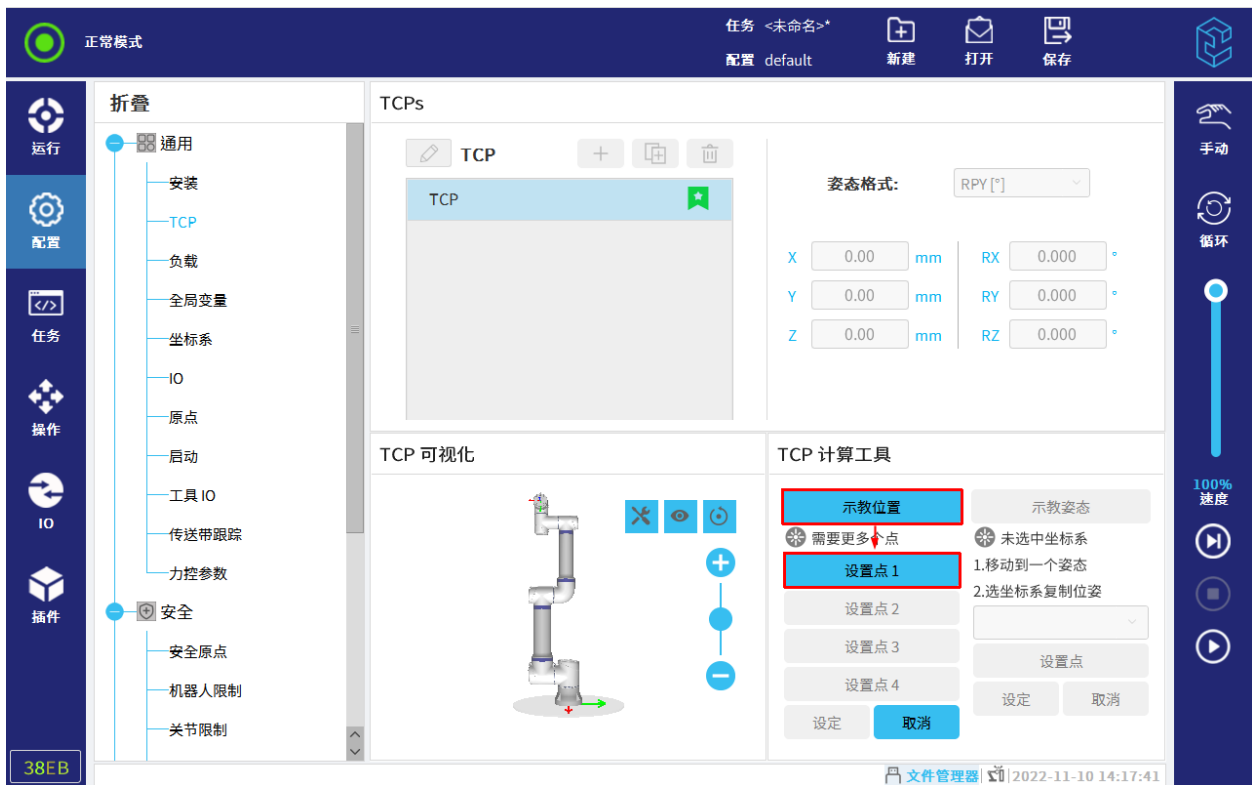 正常模式
任务 <未命名>*
配置 default
新建
打开
保存
运行
配置
任务
操作
IO
插件
38EB
折叠
通用
安装
TCP
负载
全局变量
坐标系
IO
原点
启动
工具 IO
传送带跟踪
力控参数
安全
安全原点
机器人限制
关节限制
TCPs
TCP
TCP
姿态格式:
RPY [°]
X 0.00 mm RX 0.000 °
Y 0.00 mm RY 0.000 °
Z 0.00 mm RZ 0.000 °
TCP 可视化
TCP 计算工具
示教位置
需要更多个点
设置点 1
设置点 2
设置点 3
设置点 4
设定 取消
示教姿态
未选中坐标系
1.移动到一个姿态
2.选坐标系复制位姿
设置点
设定 取消
手动
循环
100%
速度
文件管理器
2022-11-10 14:17:41